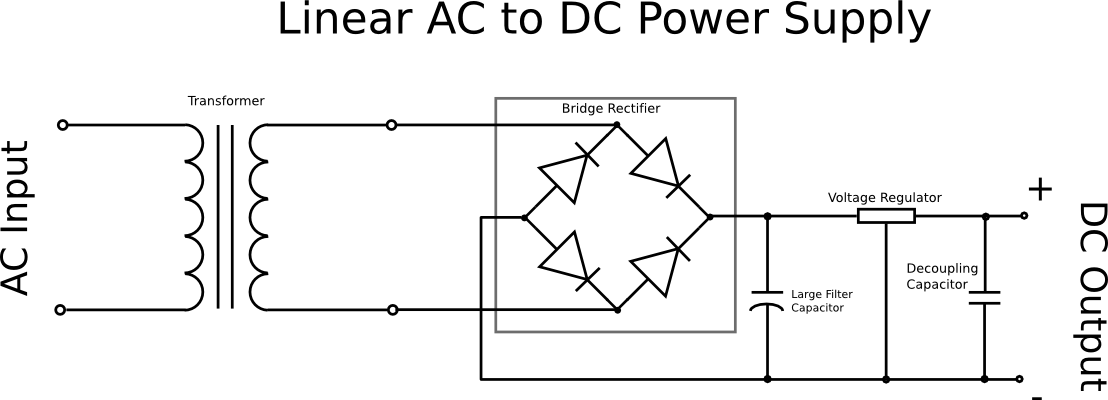 Linear AC to DC Power Supply
Transformer
Bridge Rectifier
AC Input
Voltage Regulator
+
DC Output
Decoupling
Capacitor
Large Filter
Capacitor
-